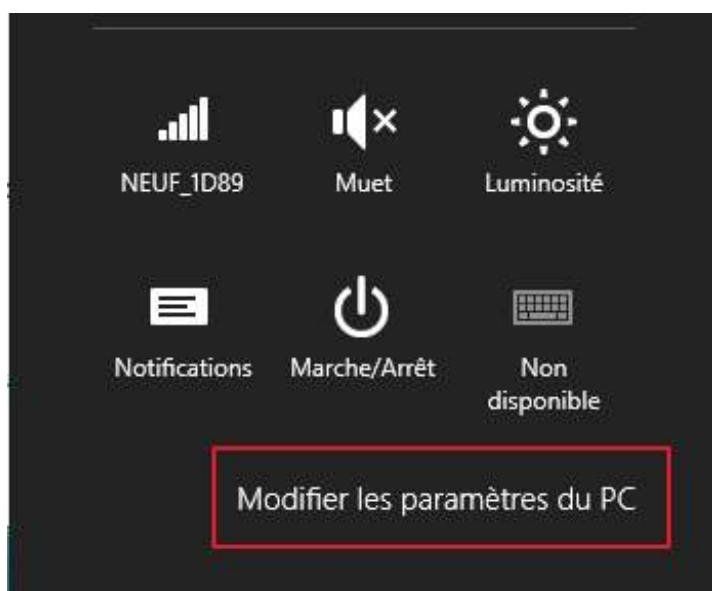 NEUF_1D89 Muet Luminosité
Notifications Marche/Arrêt Non
disponible
Modifier les paramètres du PC